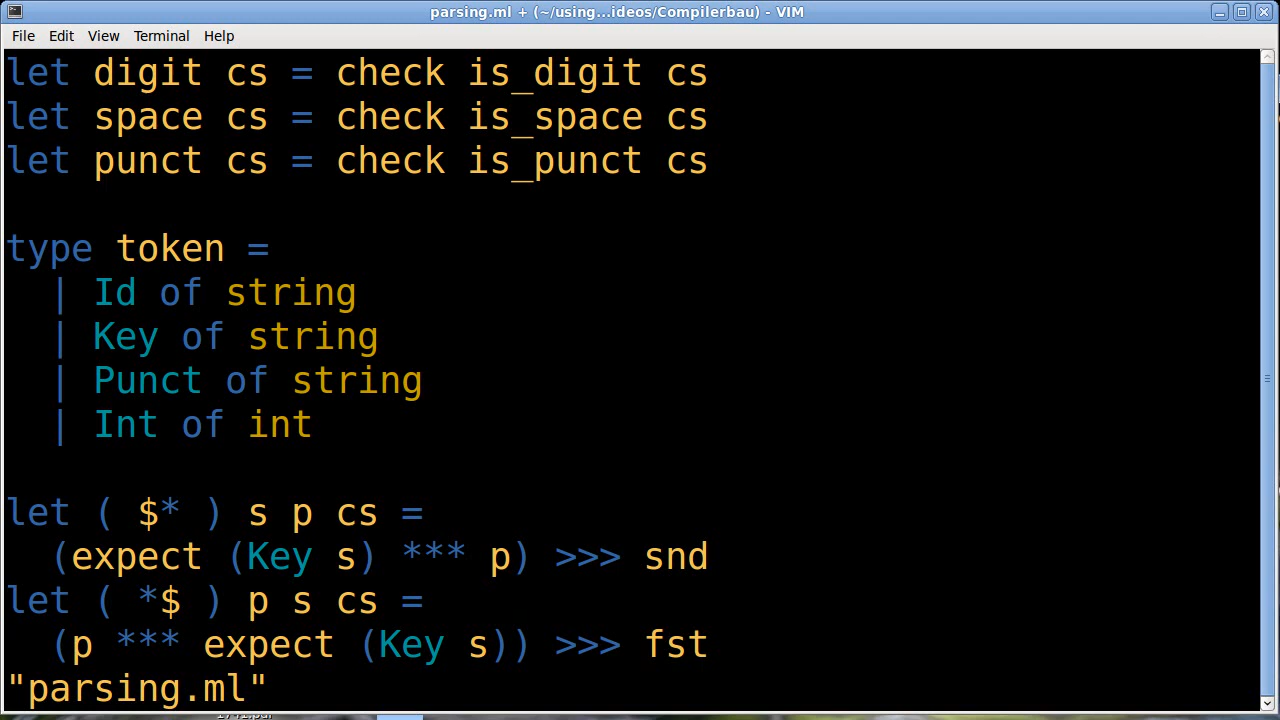 parsing.ml + (~/using...ideos/Compilerbau) - VIM
File Edit View Terminal Help
let digit cs = check is_digit cs
let space cs = check is_space cs
let punct cs = check is_punct cs
type token =
  | Id of string
  | Key of string
  | Punct of string
  | Int of int
let ( $* ) s p cs =
  (expect (Key s) *** p) >>> snd
let ( *$ ) p s cs =
  (p *** expect (Key s)) >>> fst
"parsing.ml"